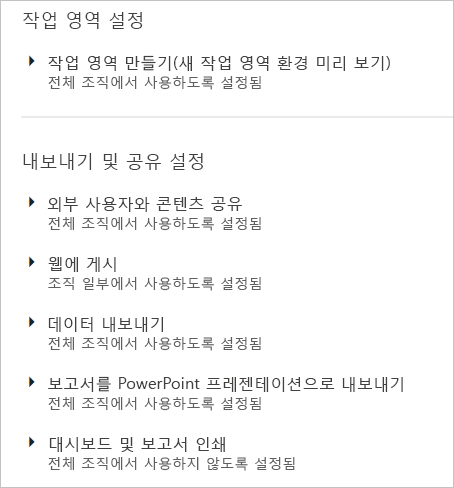 작업 영역 설정
작업 영역 만들기(새 작업 영역 환경 미리 보기)
전체 조직에서 사용하도록 설정됨
내보내기 및 공유 설정
외부 사용자와 콘텐츠 공유
전체 조직에서 사용하도록 설정됨
웹에 게시
조직 일부에서 사용하도록 설정됨
데이터 내보내기
전체 조직에서 사용하도록 설정됨
보고서를 PowerPoint 프레젠테이션으로 내보내기
전체 조직에서 사용하도록 설정됨
대시보드 및 보고서 인쇄
전체 조직에서 사용하지 않도록 설정됨